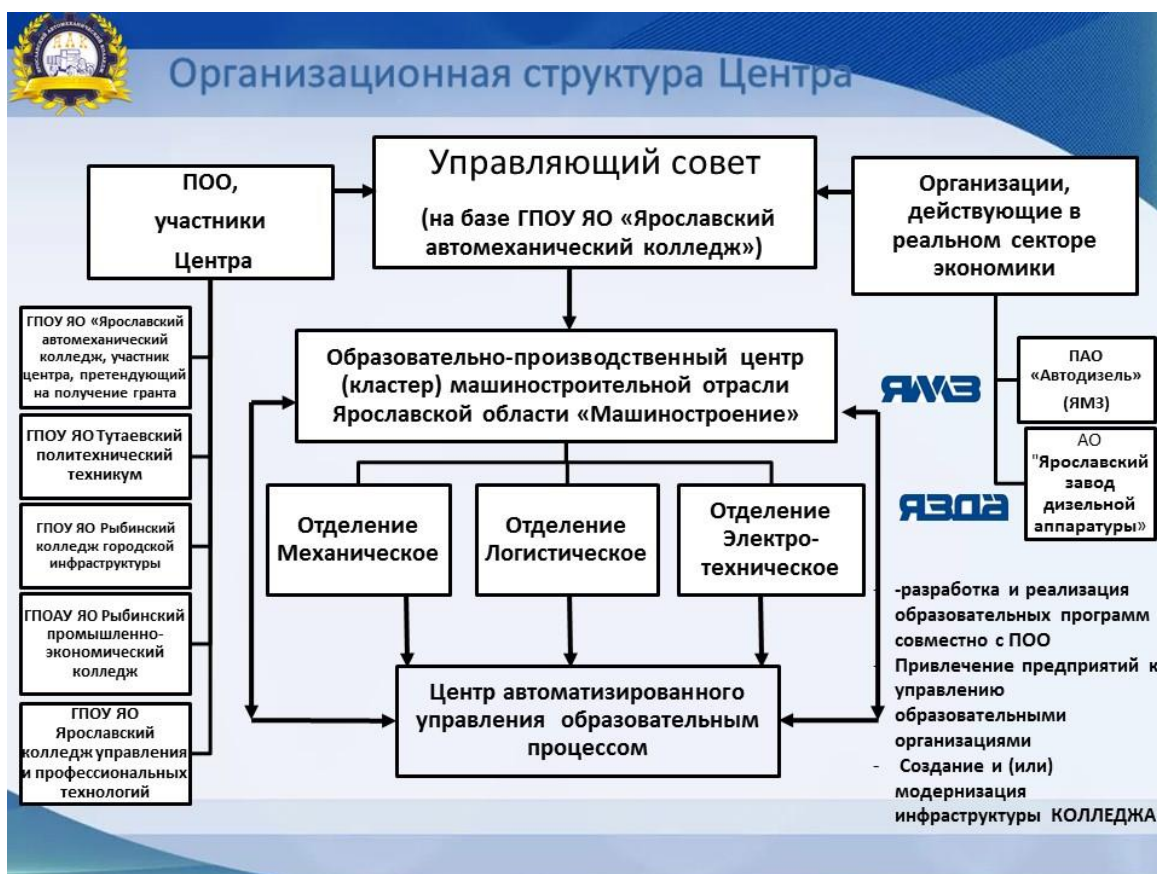 ЯАК
Организационная структура Центра
ПОО,
участники
Центра
Управляющий совет
(на базе ГПОУ ЯО «Ярославский
автомеханический колледж»)
Организации,
действующие в
реальном секторе
экономики
ГПОУ ЯО «Ярославский
автомеханический
колледж, участник
центра, претендующий
на получение гранта
ГПОУ ЯО Тутаевский
политехнический
техникум
ГПОУ ЯО Рыбинский
колледж городской
инфраструктуры
ГПОАУ ЯО Рыбинский
промышленно-
экономический
колледж
ГПОУ ЯО
Ярославский
колледж управления
и профессиональных
технологий
Образовательно-производственный центр
(кластер) машиностроительной отрасли
Ярославской области «Машиностроение»
Отделение
Механическое
Отделение
Логистическое
Отделение
Электро-
техническое
Центр автоматизированного
управления образовательным
процессом
ЯМЗ
ПАО
«Автодизель»
(ЯМЗ)
ЯЗДА
АО
"Ярославский
завод
дизельной
аппаратуры»
- -разработка и реализация
образовательных программ
совместно с ПОО
- Привлечение предприятий к
управлению
образовательными
организациями
- Создание и (или)
модернизация
инфраструктуры КОЛЛЕДЖА